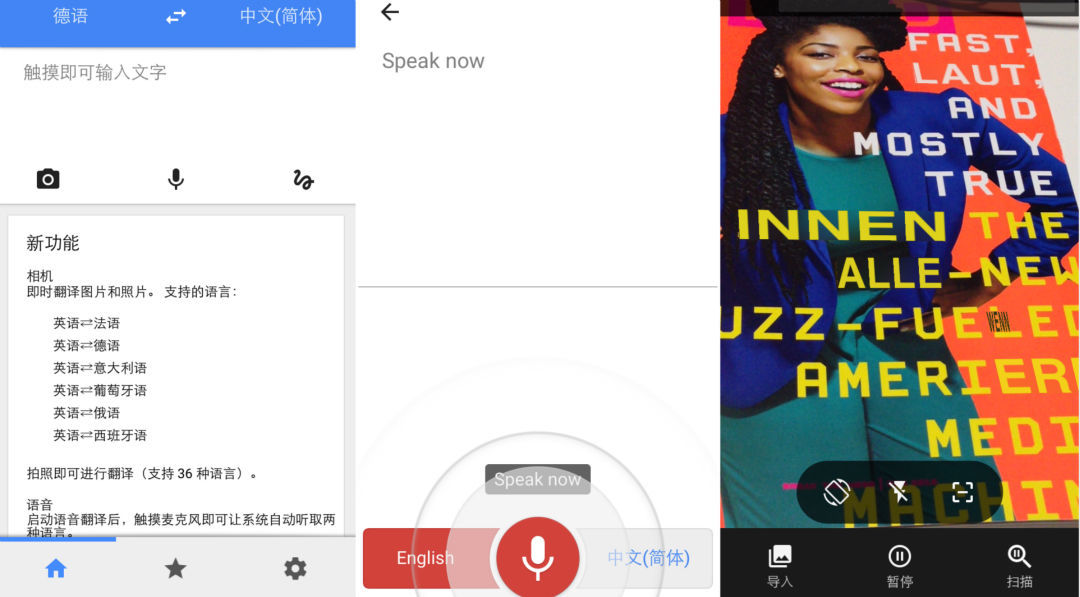 德语
中文(简体)
触摸即可输入文字
新功能
相机
即时翻译图片和照片。 支持的语言：
英语⇌法语
英语⇌德语
英语⇌意大利语
英语⇌葡萄牙语
英语⇌俄语
英语⇌西班牙语
拍照即可进行翻译（支持 36 种语言）。
语音
启动语音翻译后，触摸麦克风即可让系统自动听取两
种语言。
Speak now
Speak now
English
中文(简体)
FAST,
LAUT,
AND
MOSTLY
TRUE
INNEN THE
ALLE-NEW
UZZ-FUELED
WENN
AMERIER
MEDI
MACHIN
导入
暂停
扫描